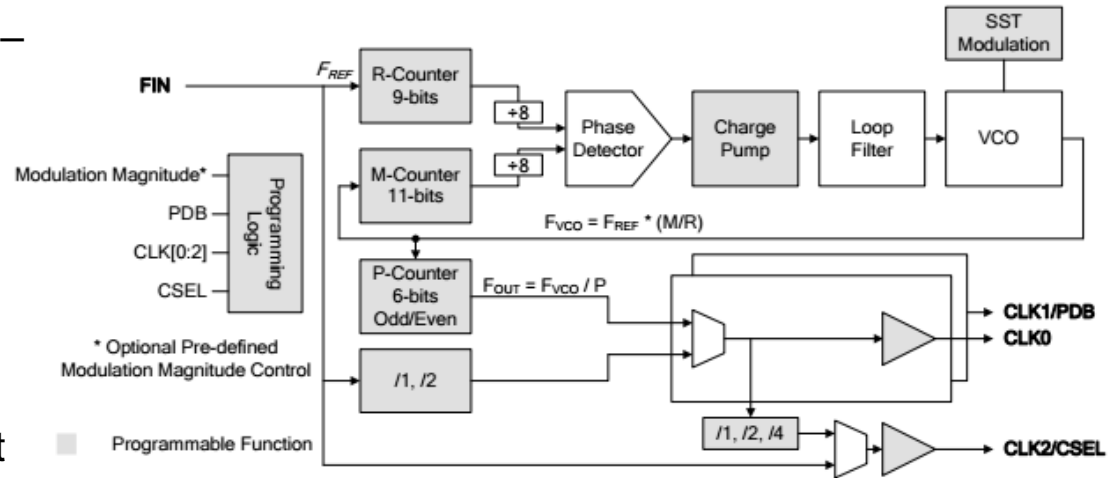 –
SST
Modulation
FIN
FREF
R-Counter
9-bits
÷8
Phase
Detector
Charge
Pump
Loop
Filter
VCO
÷8
M-Counter
11-bits
Modulation Magnitude*
PDB
CLK[0:2]
CSEL
Programming
Logic
FVCO = FREF * (M/R)
P-Counter
6-bits
Odd/Even
FOUT = FVCO / P
CLK1/PDB
CLK0
* Optional Pre-defined
Modulation Magnitude Control
/1, /2
/1, /2, /4
t
Programmable Function
CLK2/CSEL